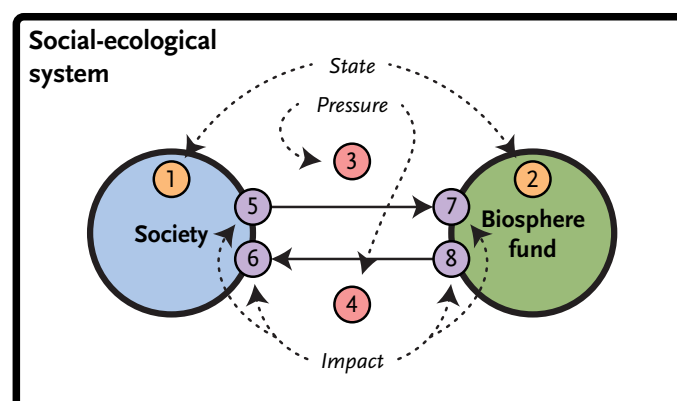 Social-ecological
system
State
Pressure
3
1
2
5
7
Society
Biosphere
fund
6
8
4
Impact